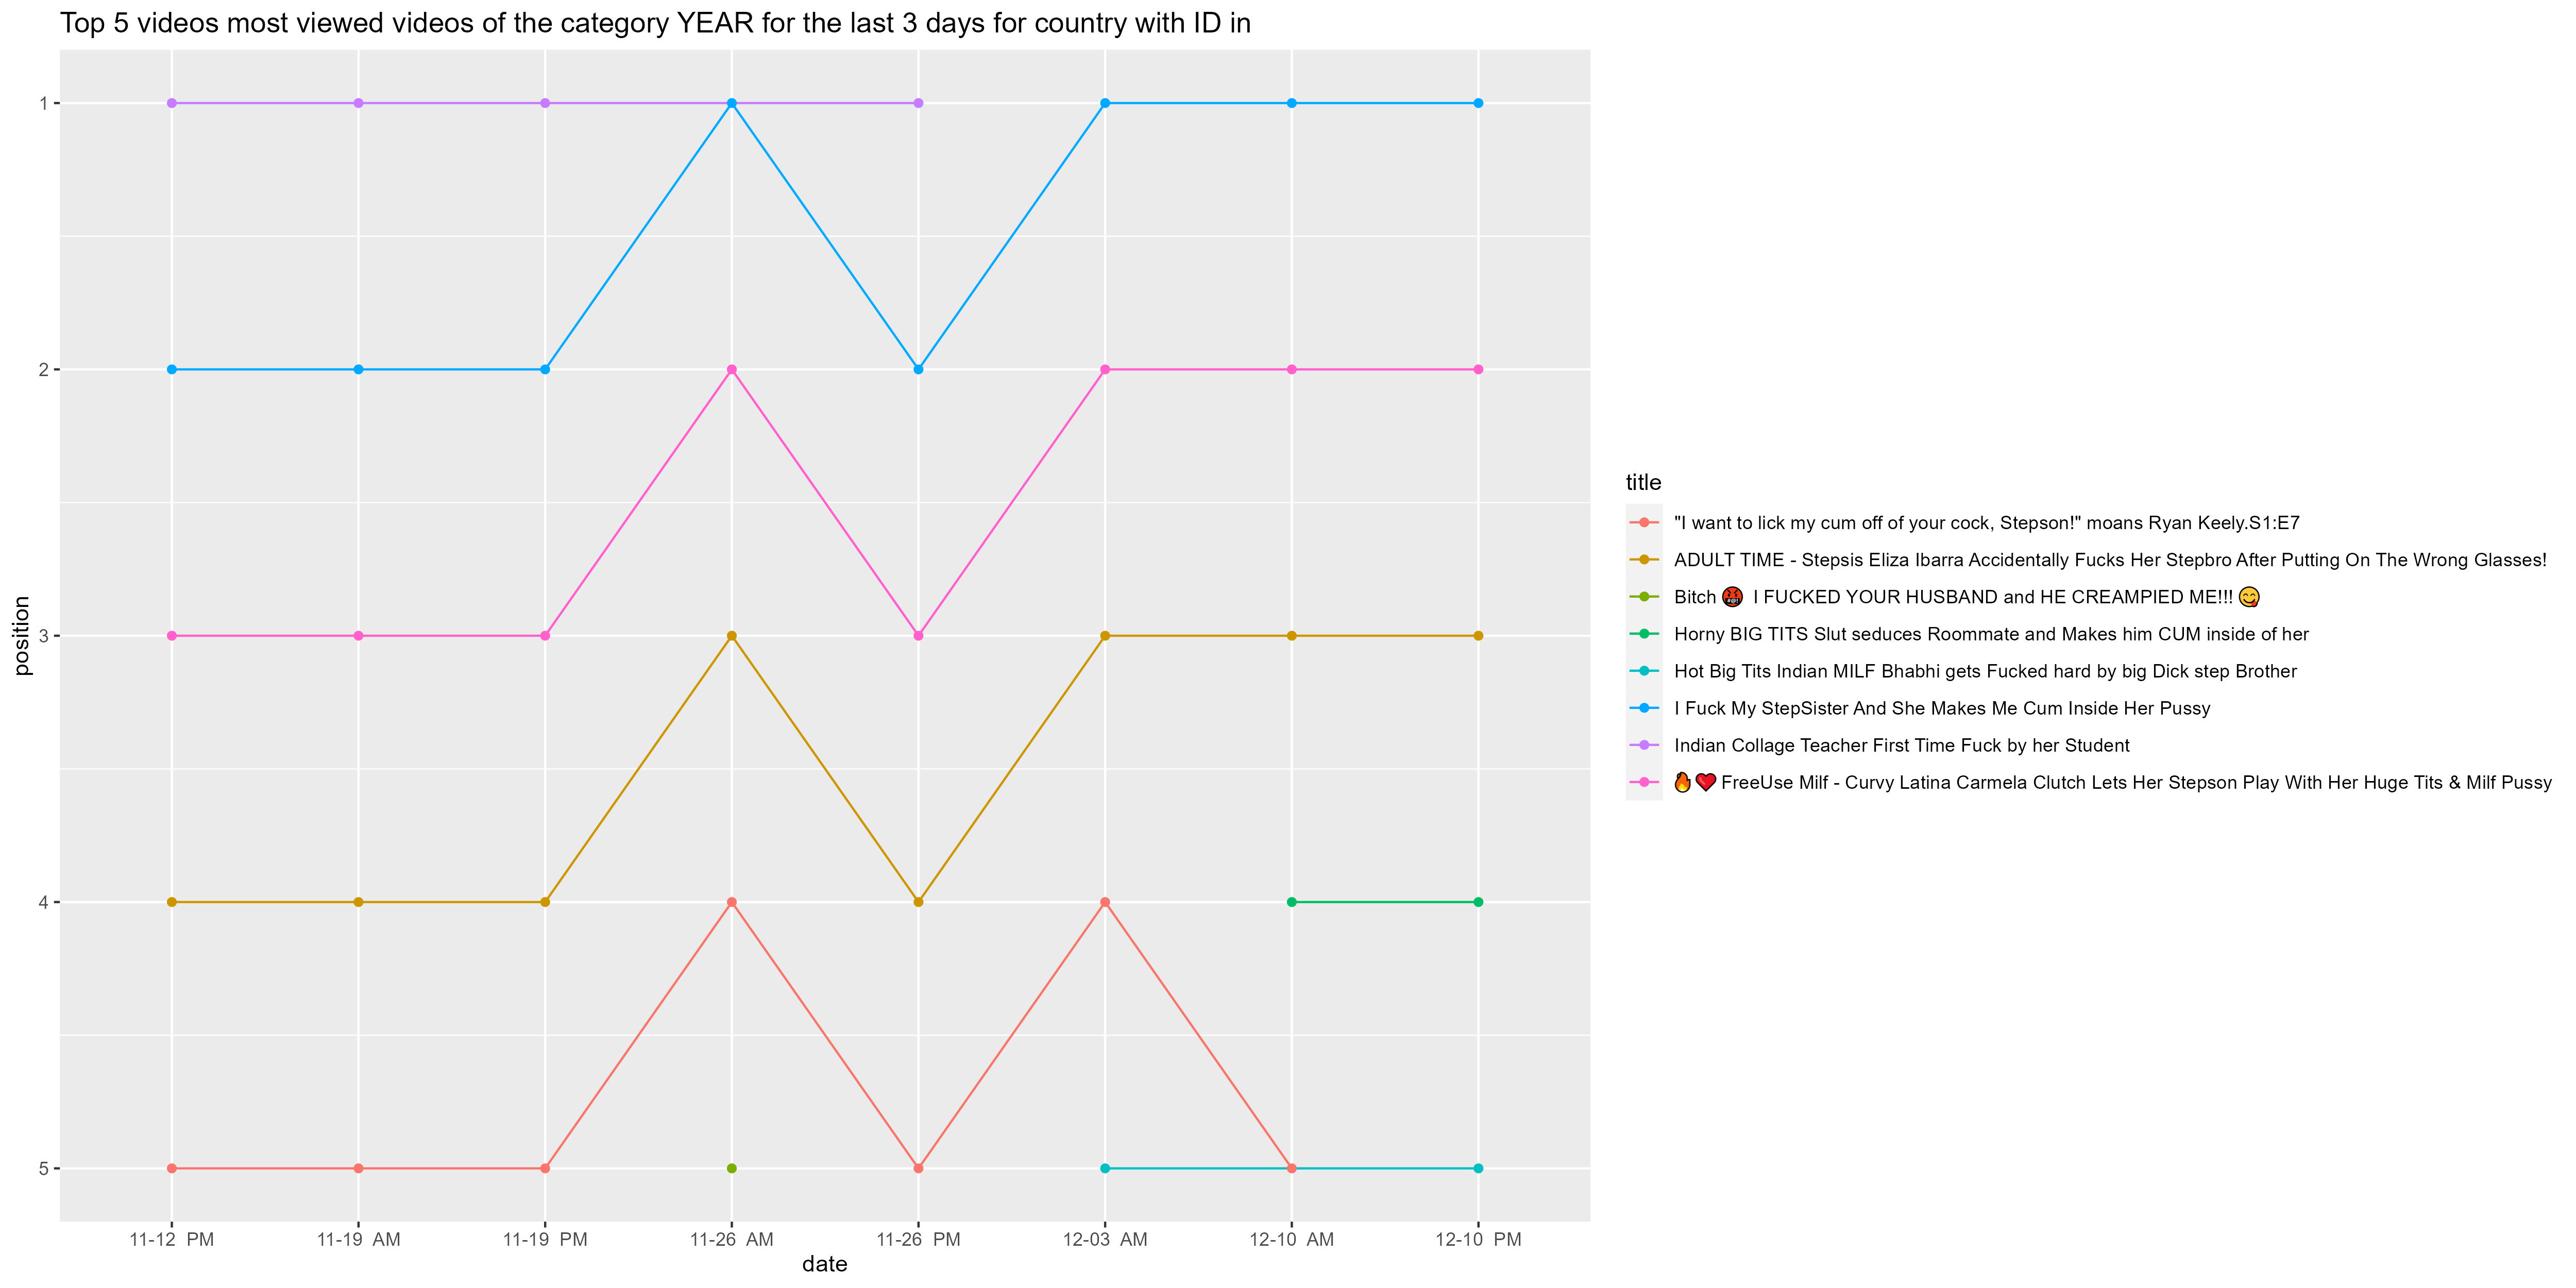 Top 5 videos most viewed videos of the category YEAR for the last 3 days for country with ID in
position
1
2
3
4
5
11-12 PM
11-19 AM
11-19 PM
11-26 AM
11-26 PM
12-03 AM
12-10 AM
12-10 PM
date
title
"I want to lick my cum off of your cock, Stepson!" moans Ryan Keely.S1:E7
ADULT TIME - Stepsis Eliza Ibarra Accidentally Fucks Her Stepbro After Putting On The Wrong Glasses!
Bitch 🤬 I FUCKED YOUR HUSBAND and HE CREAMPIED ME!!! 😋
Horny BIG TITS Slut seduces Roommate and Makes him CUM inside of her
Hot Big Tits Indian MILF Bhabhi gets Fucked hard by big Dick step Brother
I Fuck My StepSister And She Makes Me Cum Inside Her Pussy
Indian Collage Teacher First Time Fuck by her Student
🔥❤️ FreeUse Milf - Curvy Latina Carmela Clutch Lets Her Stepson Play With Her Huge Tits & Milf Pussy